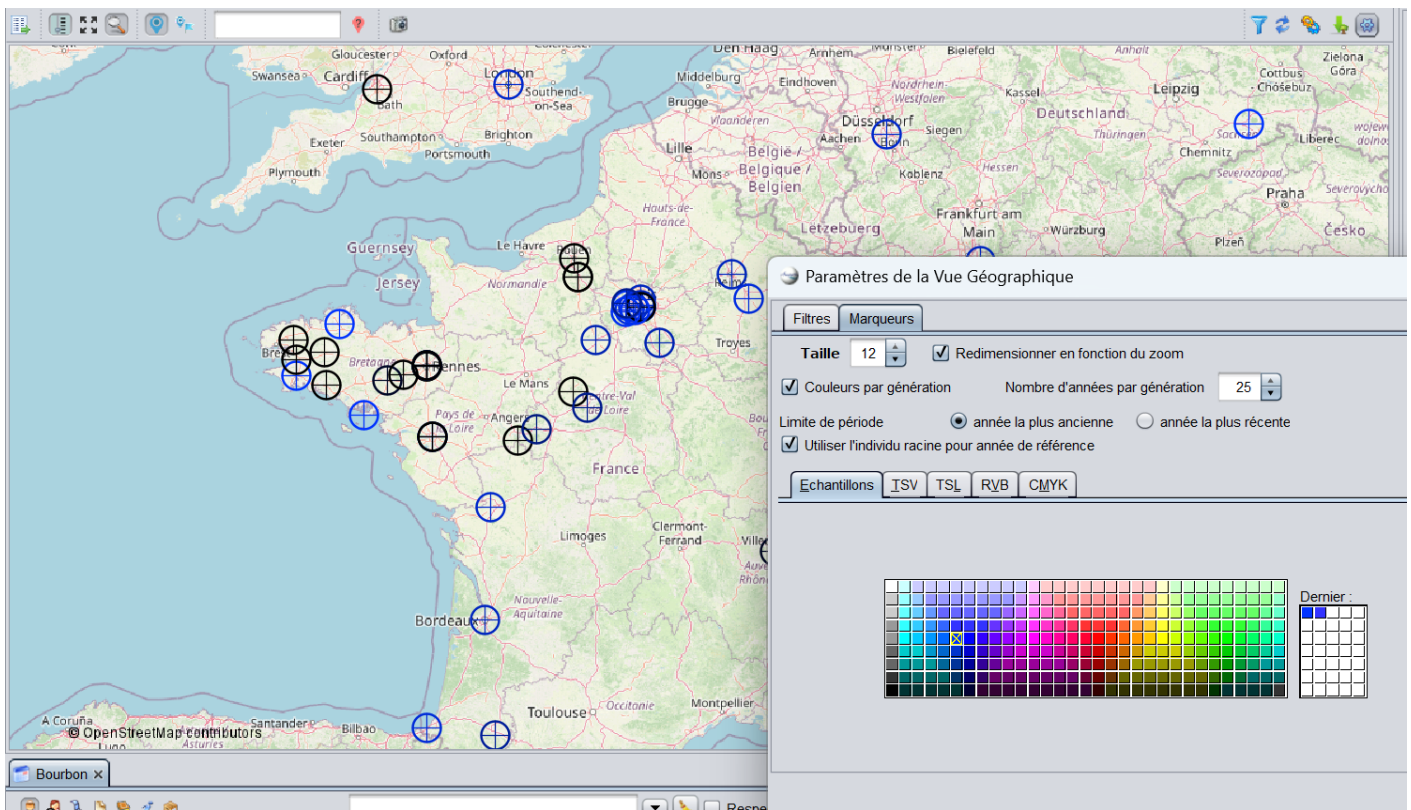 Gloucester
Oxford
Swansea
Cardiff
London
Southend-
on-Sea
Bath
Exeter
Southampton
Brighton
Portsmouth
Plymouth
Den Haag
Arnhem
Münster
Bielefeld
Anhalt
Zielona
Góra
Middelburg
Eindhoven
Nordrhein-
Westfalen
Kassel
Leipzig
Cottbus
- Chóśebuz
Brugge
Vlaanderen
Düsseldorf
Deutschland
Aachen
Bonn
Siegen
Thüringen
Liberec
Lille
België /
Belgique /
Belgien
Chemnitz
Mons
Koblenz
Hessen
Severozápad
Praha
Hauts-de-
France
Frankfurt am
Main
Lëtzebuerg
Würzburg
Plzeň
Česko
Guernsey
Le Havre
Rouen
Jersey
Normandie
Reims
Troyes
Brest
Bretagne
Rennes
Le Mans
Centre-Val
de Loire
Pays de
la Loire
Angers
France
Limoges
Clermont-
Ferrand
Nouvelle-
Aquitaine
Bordeaux
Toulouse
Occitanie
Montpellier
A Coruña
Santander
Bilbao
© OpenStreetMap contributors
Lugo
Asturies
Bourbon
Paramètres de la Vue Géographique
Filtres
Marqueurs
Taille
12
Redimensionner en fonction du zoom
Couleurs par génération
Nombre d'années par génération
25
Limite de période
année la plus ancienne
année la plus récente
Utiliser l'individu racine pour année de référence
Echantillons
TSV
TSL
RVB
CMYK
Dernier :